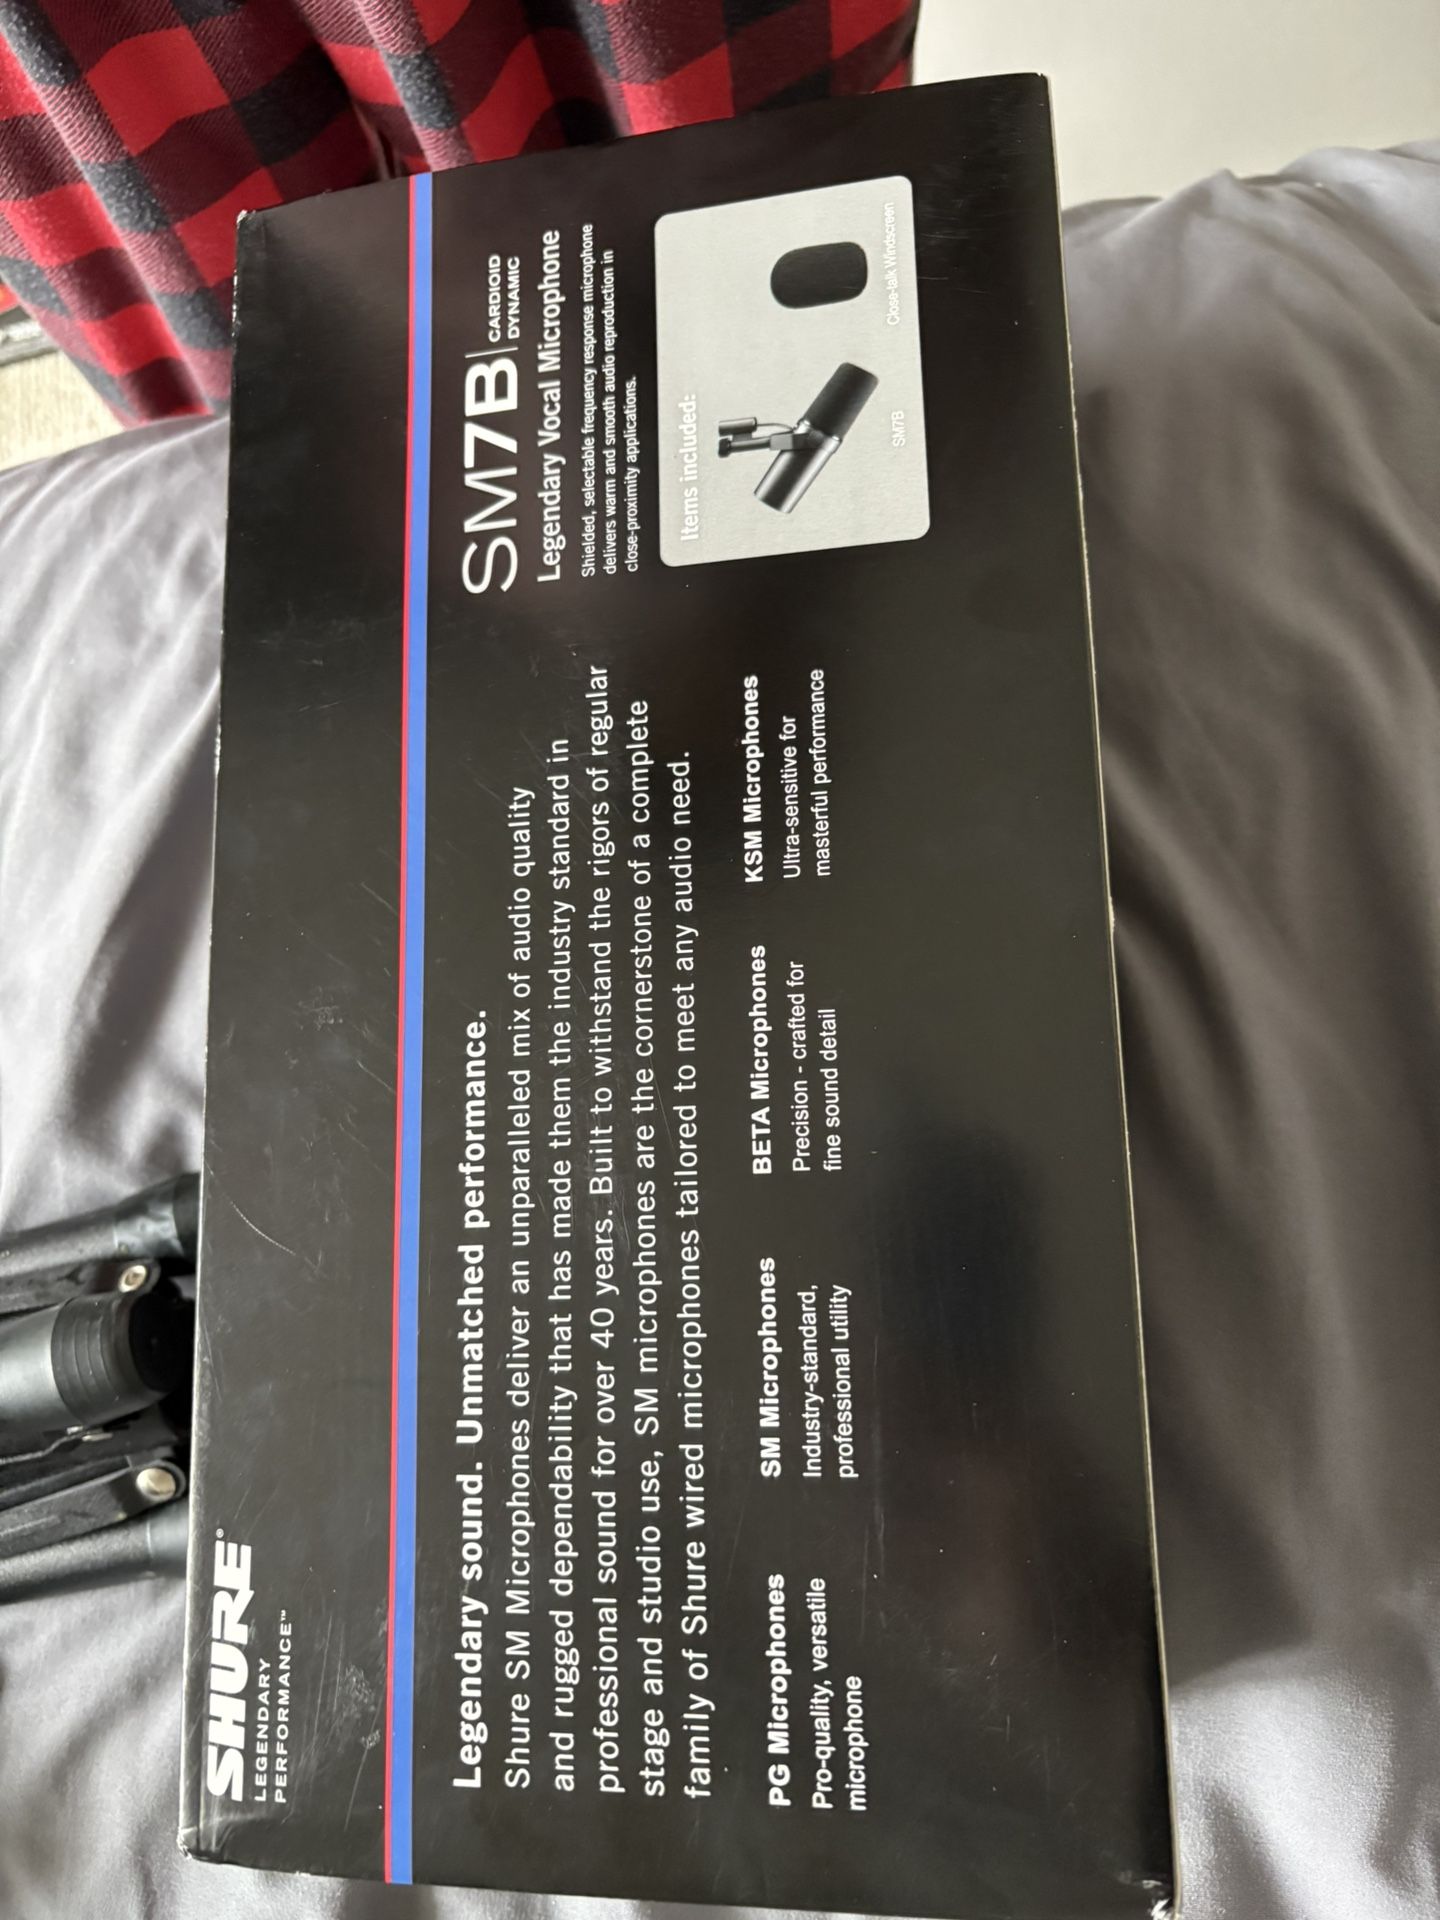 SHURE®
LEGENDARY
PERFORMANCE™
Legendary sound. Unmatched performance.
Shure SM Microphones deliver an unparalleled mix of audio quality
and rugged dependability that has made them the industry standard in
professional sound for over 40 years. Built to withstand the rigors of regular
stage and studio use, SM microphones are the cornerstone of a complete
family of Shure wired microphones tailored to meet any audio need.
PG Microphones
Pro-quality, versatile
microphone
SM Microphones
Industry-standard,
professional utility
BETA Microphones
Precision - crafted for
fine sound detail
KSM Microphones
Ultra-sensitive for
masterful performance
SM7B
CARDIOID
DYNAMIC
Legendary Vocal Microphone
Shielded, selectable frequency response microphone
delivers warm and smooth audio reproduction in
close-proximity applications.
Items included:
SM7B
Close-talk Windscreen